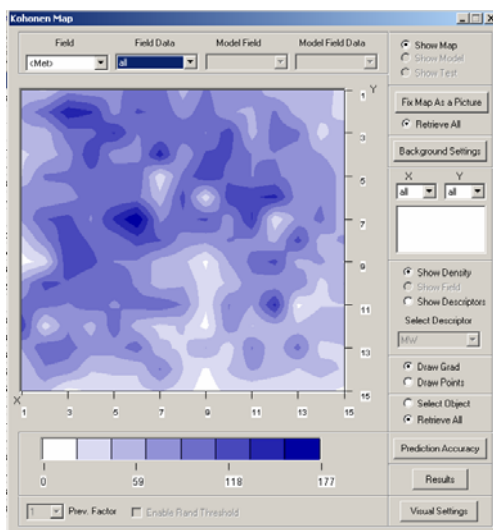 Kohonen Map
Field
Field Data
Model Field
Model Field Data
<Met>
all
Show Map
Show Model
Show Test
Fix Map As a Picture
Retrieve All
Background Settings
X Y
all all
Show Density
Show Field
Show Descriptors
Select Descriptor
MW
Draw Grad
Draw Points
Select Object
Retrieve All
Prediction Accuracy
Results
Visual Settings
Y
1
3
5
7
9
11
13
15
X
1 3 5 7 9 11 13 15
0 59 118 177
1 Prev. Factor Enable Rand Threshold